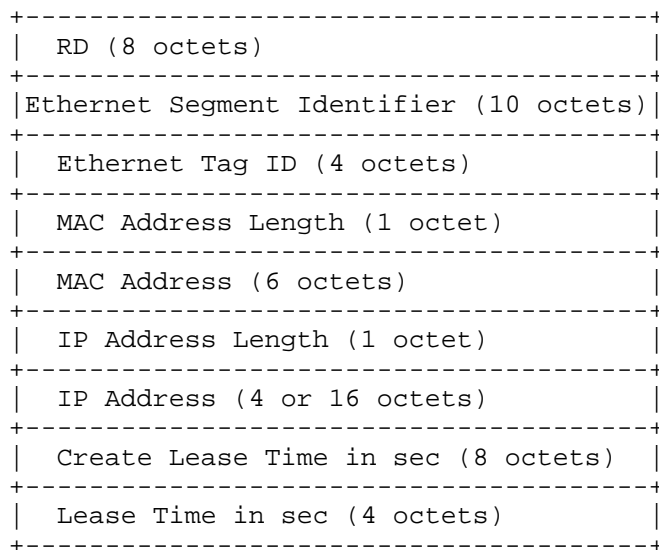 +---------------------------------------+
|  RD (8 octets)                        |
+---------------------------------------+
|Ethernet Segment Identifier (10 octets)|
+---------------------------------------+
|  Ethernet Tag ID (4 octets)           |
+---------------------------------------+
|  MAC Address Length (1 octet)         |
+---------------------------------------+
|  MAC Address (6 octets)               |
+---------------------------------------+
|  IP Address Length (1 octet)          |
+---------------------------------------+
|  IP Address (4 or 16 octets)          |
+---------------------------------------+
|  Create Lease Time in sec (8 octets)  |
+---------------------------------------+
|  Lease Time in sec (4 octets)         |
+---------------------------------------+